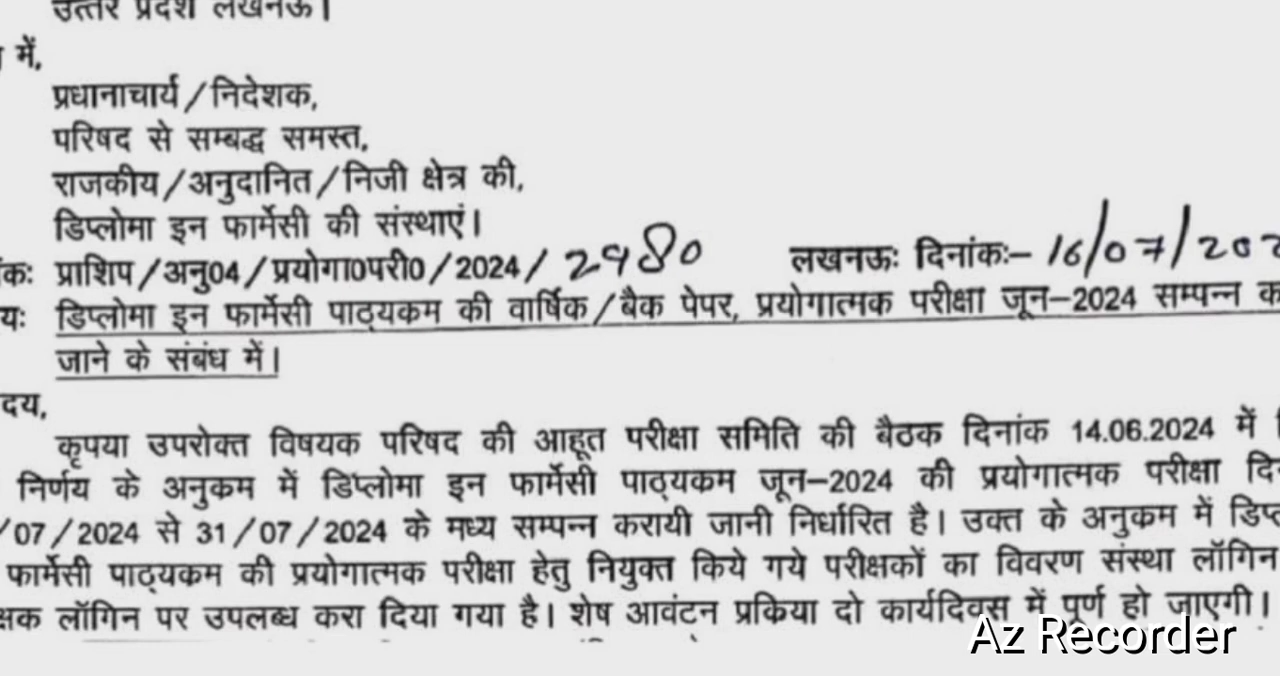 उत्तर प्रदेश लखनऊ।
में,
प्रधानाचार्य/निदेशक,
परिषद से सम्बद्ध समस्त,
राजकीय/अनुदानित/निजी क्षेत्र की,
डिप्लोमा इन फार्मेसी की संस्थाएं।
कः प्राशिप/अनु04/प्रयोगा0परी0/2024/2980 लखनऊः दिनांकः- 16/07/202
यः डिप्लोमा इन फार्मेसी पाठ्यकम की वार्षिक/बैक पेपर, प्रयोगात्मक परीक्षा जून-2024 सम्पन्न क
जाने के संबंध में।
दय,
कृपया उपरोक्त विषयक परिषद की आहूत परीक्षा समिति की बैठक दिनांक 14.06.2024 में
निर्णय के अनुकम में डिप्लोमा इन फार्मेसी पाठ्यकम जून-2024 की प्रयोगात्मक परीक्षा दि
/07/2024 से 31/07/2024 के मध्य सम्पन्न करायी जानी निर्धारित है। उक्त के अनुकम में डिप्
फार्मेसी पाठ्यकम की प्रयोगात्मक परीक्षा हेतु नियुक्त किये गये परीक्षकों का विवरण संस्था लॉगिन
क्षक लॉगिन पर उपलब्ध करा दिया गया है। शेष आवंटन प्रकिया दो कार्यदिवस में पूर्ण हो जाएगी।
Az Recorder